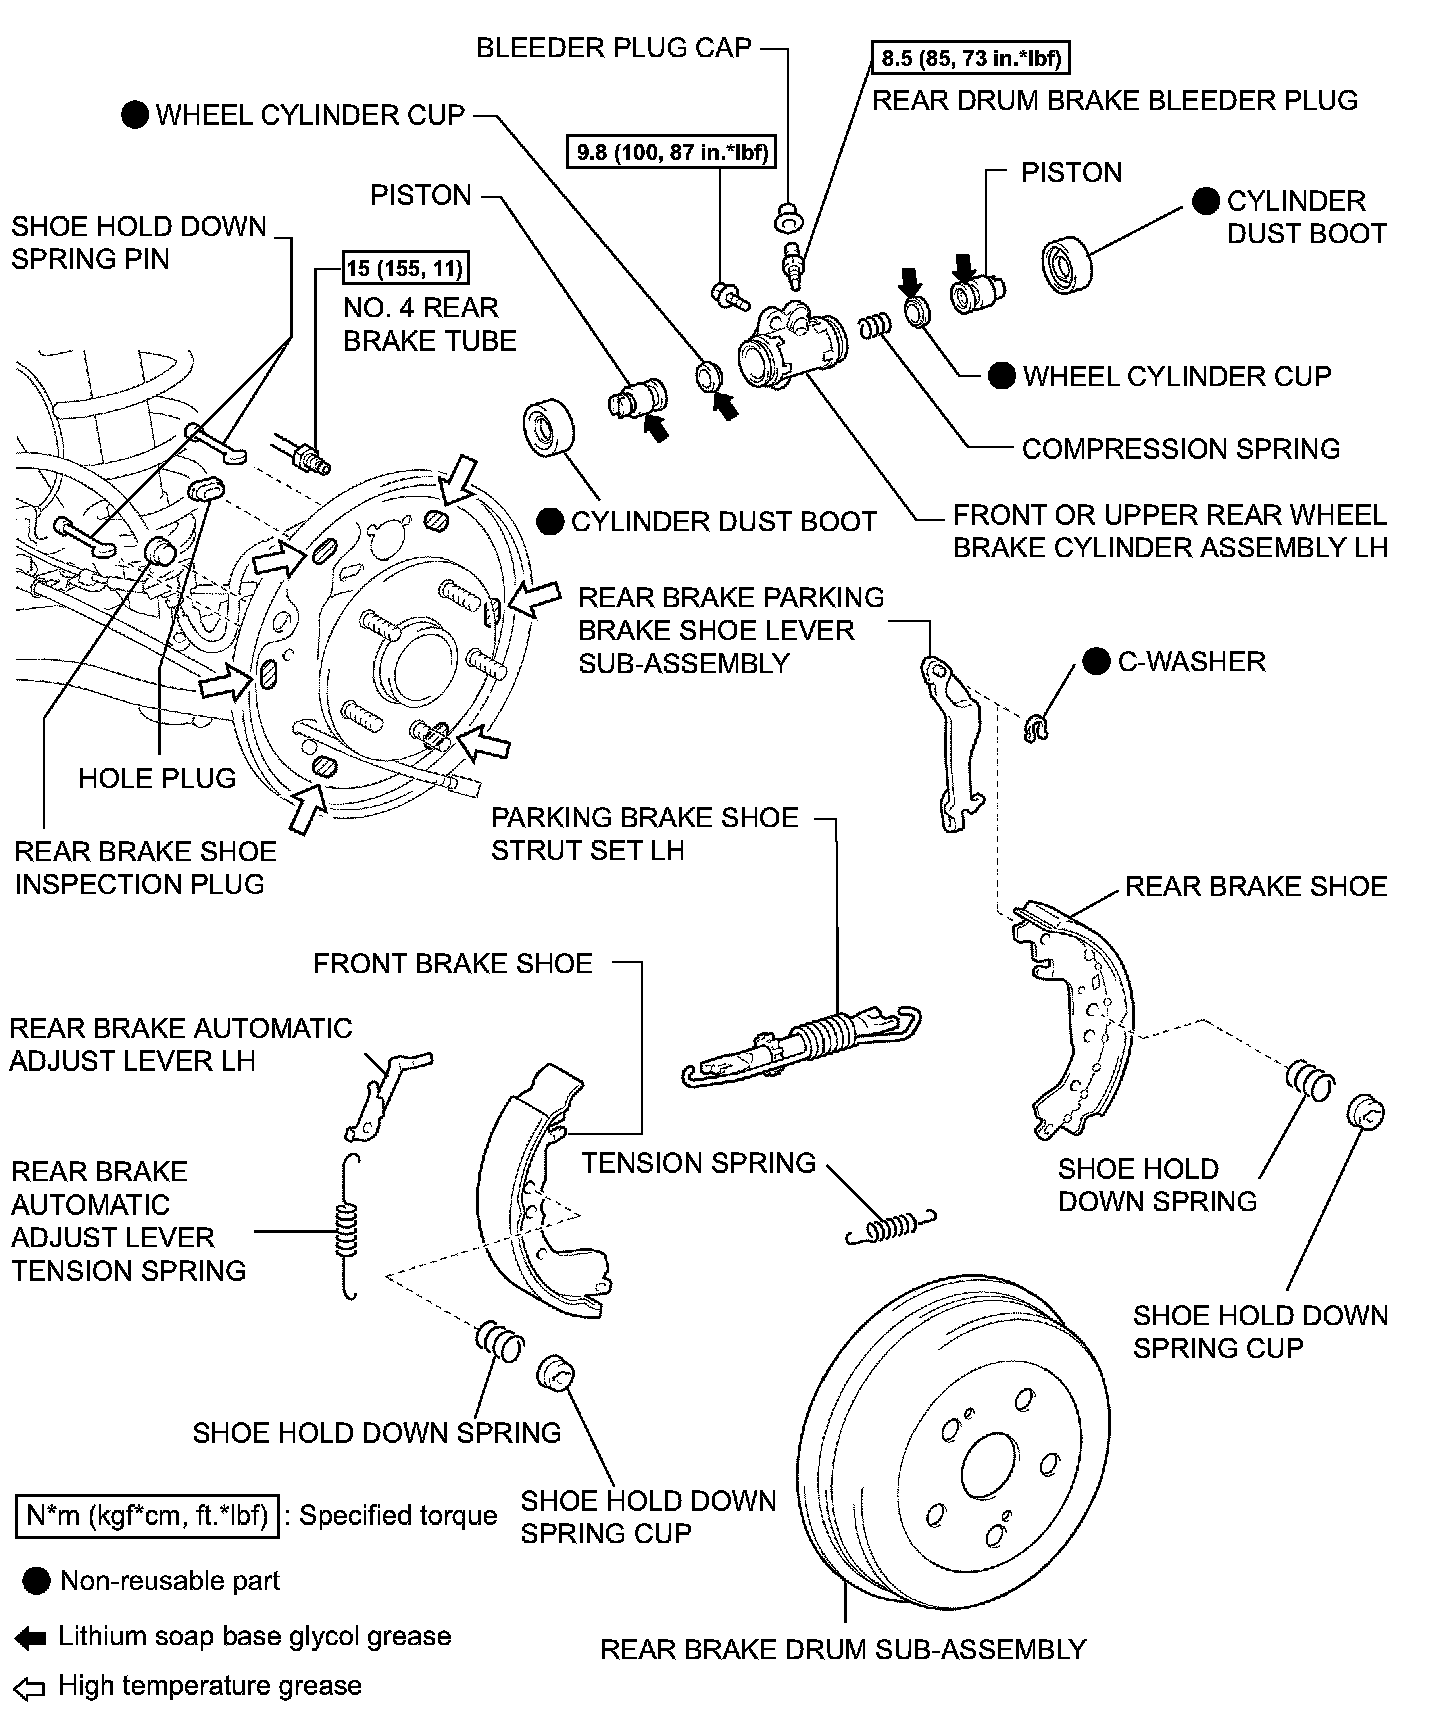 BLEEDER PLUG CAP
8.5 (85, 73 in.*lbf)
REAR DRUM BRAKE BLEEDER PLUG
WHEEL CYLINDER CUP
9.8 (100, 87 in.*lbf)
PISTON
PISTON
CYLINDER
DUST BOOT
SHOE HOLD DOWN
SPRING PIN
15 (155, 11)
NO. 4 REAR
BRAKE TUBE
WHEEL CYLINDER CUP
COMPRESSION SPRING
CYLINDER DUST BOOT
FRONT OR UPPER REAR WHEEL
BRAKE CYLINDER ASSEMBLY LH
REAR BRAKE PARKING
BRAKE SHOE LEVER
SUB-ASSEMBLY
C-WASHER
HOLE PLUG
REAR BRAKE SHOE
INSPECTION PLUG
PARKING BRAKE SHOE
STRUT SET LH
REAR BRAKE SHOE
FRONT BRAKE SHOE
REAR BRAKE AUTOMATIC
ADJUST LEVER LH
TENSION SPRING
REAR BRAKE
AUTOMATIC
ADJUST LEVER
TENSION SPRING
SHOE HOLD
DOWN SPRING
SHOE HOLD DOWN
SPRING CUP
SHOE HOLD DOWN SPRING
SHOE HOLD DOWN
SPRING CUP
N*m (kgf*cm, ft.*lbf) : Specified torque
Non-reusable part
Lithium soap base glycol grease
High temperature grease
REAR BRAKE DRUM SUB-ASSEMBLY